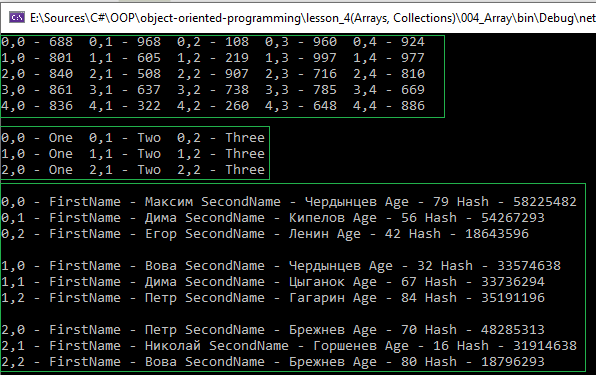 E:\Sources\C#\OOP\object-oriented-programming\lesson_4(Arrays, Collections)\004_Array\bin\Debug\net
0,0 - 688 0,1 - 968 0,2 - 108 0,3 - 960 0,4 - 924
1,0 - 801 1,1 - 605 1,2 - 219 1,3 - 997 1,4 - 977
2,0 - 840 2,1 - 508 2,2 - 907 2,3 - 716 2,4 - 810
3,0 - 861 3,1 - 637 3,2 - 738 3,3 - 785 3,4 - 669
4,0 - 836 4,1 - 322 4,2 - 260 4,3 - 648 4,4 - 886
0,0 - One 0,1 - Two 0,2 - Three
1,0 - One 1,1 - Two 1,2 - Three
2,0 - One 2,1 - Two 2,2 - Three
0,0 - FirstName - Максим SecondName - Чердынцев Age - 79 Hash - 58225482
0,1 - FirstName - Дима SecondName - Кипелов Age - 56 Hash - 54267293
0,2 - FirstName - Егор SecondName - Ленин Age - 42 Hash - 18643596
1,0 - FirstName - Вова SecondName - Чердынцев Age - 32 Hash - 33574638
1,1 - FirstName - Дима SecondName - Цыганок Age - 67 Hash - 33736294
1,2 - FirstName - Петр SecondName - Гагарин Age - 84 Hash - 35191196
2,0 - FirstName - Петр SecondName - Брежнев Age - 70 Hash - 48285313
2,1 - FirstName - Николай SecondName - Горшенев Age - 16 Hash - 31914638
2,2 - FirstName - Вова SecondName - Брежнев Age - 80 Hash - 18796293